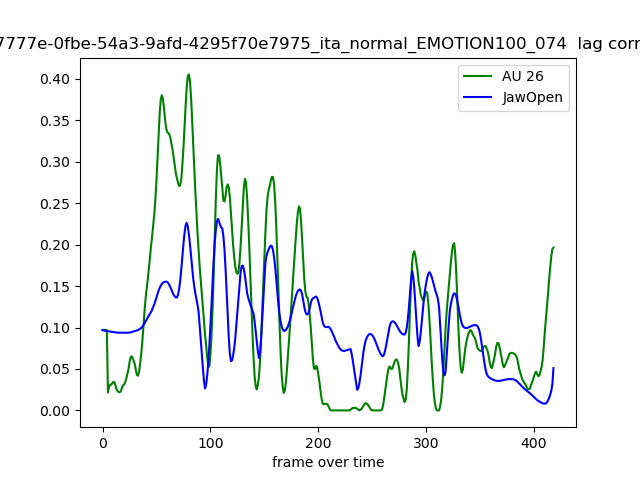 7777e-0fbe-54a3-9afd-4295f70e7975_ita_normal_EMOTION100_074 lag corr
AU 26
JawOpen
0.40
0.35
0.30
0.25
0.20
0.15
0.10
0.05
0.00
0 100 200 300 400
frame over time